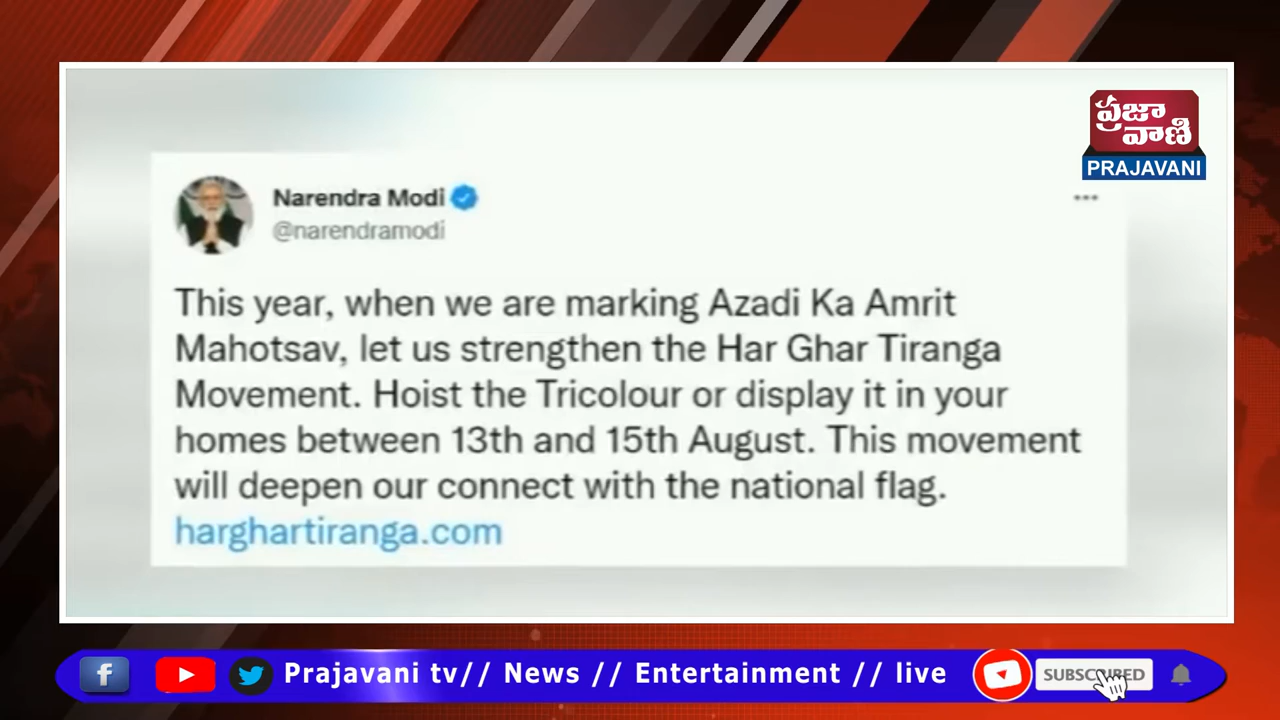 ప్రజా
వాణి
PRAJAVANI
Narendra Modi
@narendramodi
This year, when we are marking Azadi Ka Amrit
Mahotsav, let us strengthen the Har Ghar Tiranga
Movement. Hoist the Tricolour or display it in your
homes between 13th and 15th August. This movement
will deepen our connect with the national flag.
harghartiranga.com
Prajavani tv// News // Entertainment // live
SUBSCRIBED